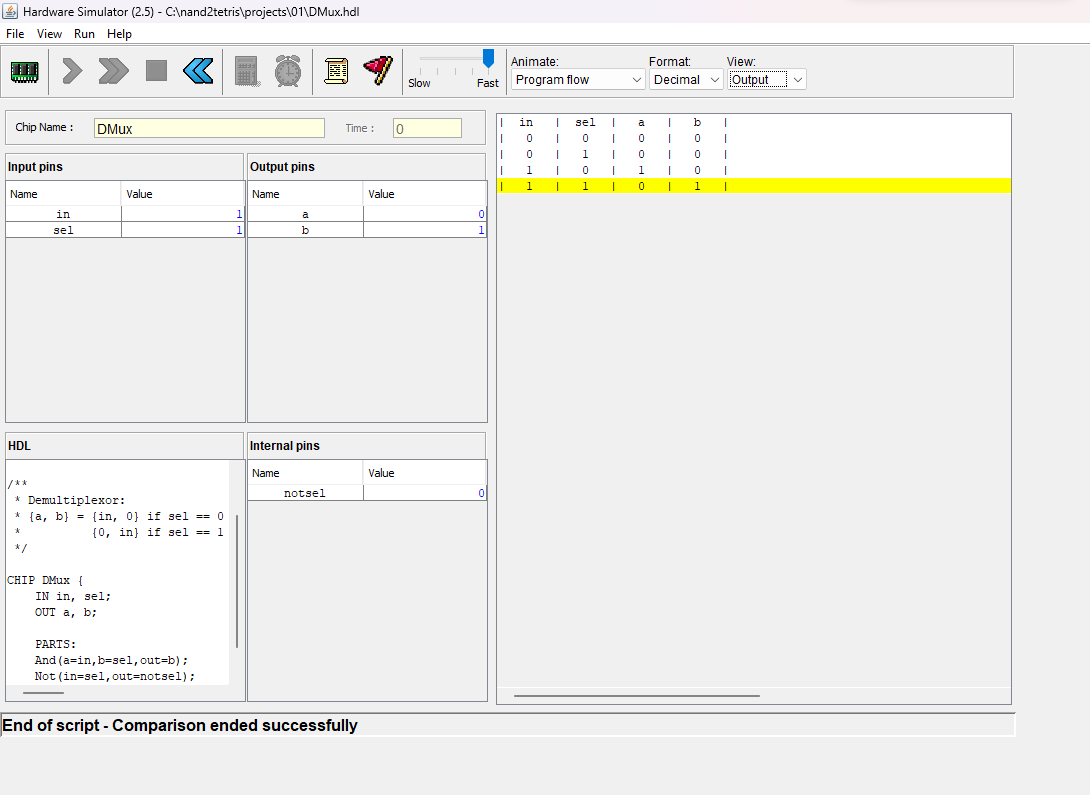 Hardware Simulator (2.5) - C:\nand2tetris\projects\01\DMux.hdl
File View Run Help
Slow Fast
Animate: Format: View:
Program flow Decimal Output
Chip Name : DMux Time : 0
Input pins
Name Value
in 1
sel 1
Output pins
Name Value
a 0
b 1
| in | sel | a | b |
| 0 | 0 | 0 | 0 |
| 0 | 1 | 0 | 0 |
| 1 | 0 | 1 | 0 |
| 1 | 1 | 0 | 1 |
HDL
/**
* Demultiplexor:
* {a, b} = {in, 0} if sel == 0
* {0, in} if sel == 1
*/
CHIP DMux {
IN in, sel;
OUT a, b;
PARTS:
And(a=in,b=sel,out=b);
Not(in=sel,out=notsel);
Internal pins
Name Value
notsel 0
End of script - Comparison ended successfully